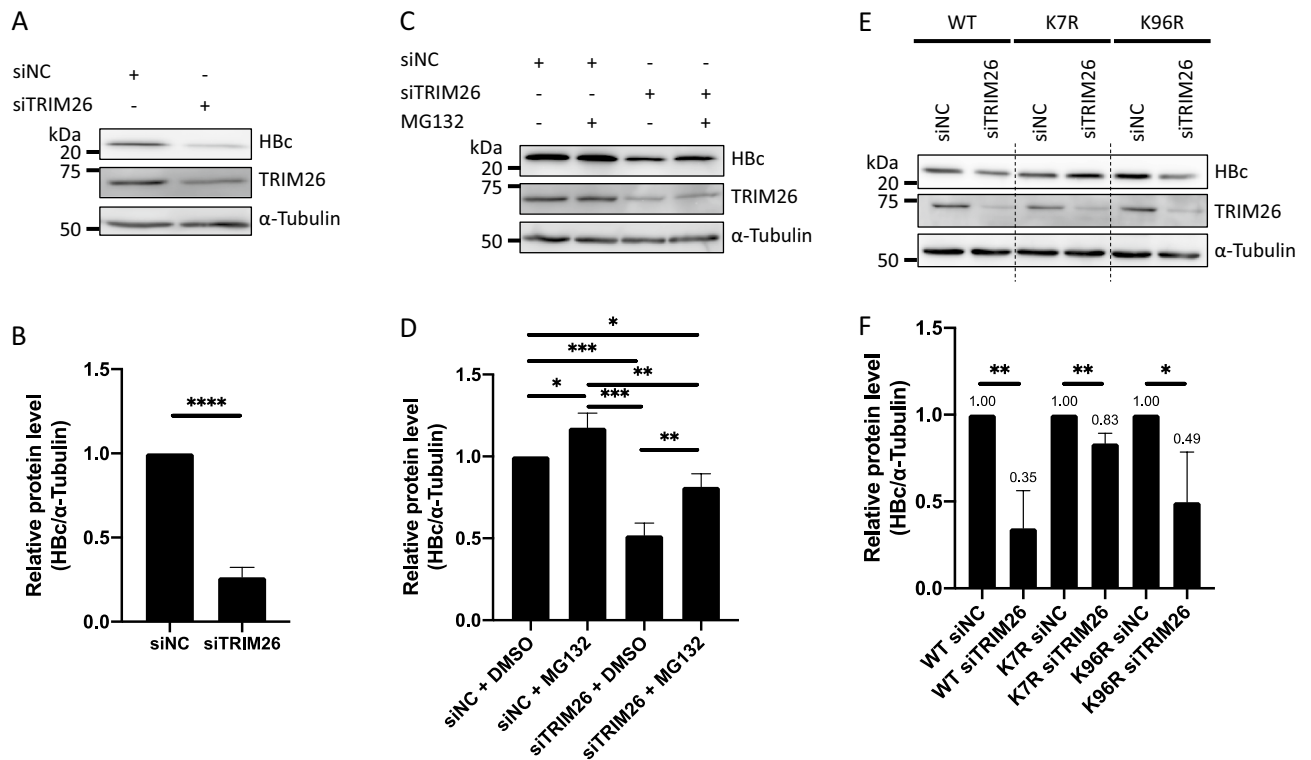 A
siNC + -
siTRIM26 - +
kDa
20
HBc
75
TRIM26
50
α-Tubulin
B
Relative protein level
(HBc/α-Tubulin)
1.5
1.0
0.5
0.0
****
siNC
siTRIM26
C
siNC + + - -
siTRIM26 - - + +
MG132 - + - +
kDa
20
HBc
75
TRIM26
50
α-Tubulin
D
Relative protein level
(HBc/α-Tubulin)
1.5
1.0
0.5
0.0
*
***
* **
***
**
siNC + DMSO
siNC + MG132
siTRIM26 + DMSO
siTRIM26 + MG132
E
WT K7R K96R
siNC siTRIM26 siNC siTRIM26 siNC siTRIM26
kDa
20
HBc
75
TRIM26
50
α-Tubulin
F
Relative protein level
(HBc/α-Tubulin)
1.5
1.0
0.5
0.0
** ** *
1.00 0.35 1.00 0.83 1.00 0.49
WT siNC
WT siTRIM26
K7R siNC
K7R siTRIM26
K96R siNC
K96R siTRIM26